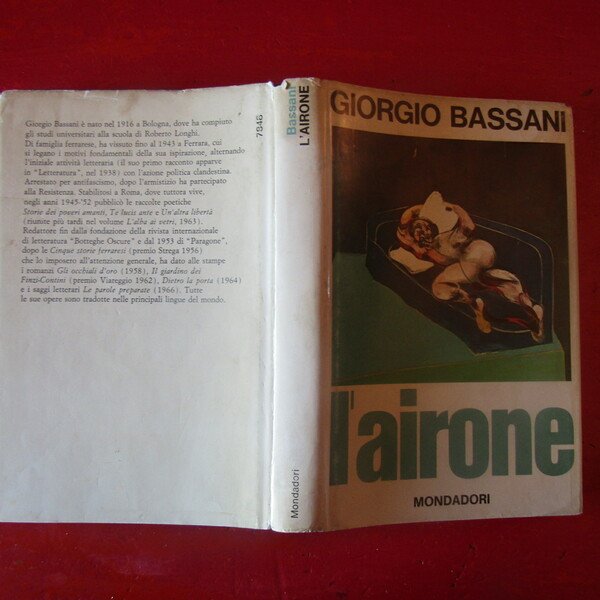 Giorgio Bassani è nato nel 1916 a Bologna, dove ha compiuto
gli studi universitari alla scuola di Roberto Longhi.
Di famiglia ferrarese, ha vissuto fino al 1943 a Ferrara, cui
si legano i motivi fondamentali della sua ispirazione, alternando
l'iniziale attività letteraria (il suo primo racconto apparve
in "Letteratura", nel 1938) con l'azione politica clandestina.
Arrestato per antifascismo, dopo l'armistizio ha partecipato
alla Resistenza. Stabilitosi a Roma, dove tuttora vive,
negli anni 1945-'52 pubblicò le raccolte poetiche
Storie dei poveri amanti, Te lucis ante e Un'altra libertà
(riunite più tardi nel volume L'alba ai vetri, 1963).
Redattore fin dalla fondazione della rivista internazionale
di letteratura "Botteghe Oscure" e dal 1953 di "Paragone",
dopo le Cinque storie ferraresi (premio Strega 1956)
che lo imposero all'attenzione generale, ha dato alle stampe
i romanzi Gli occhiali d'oro (1958), Il giardino dei
Finzi-Contini (premio Viareggio 1962), Dietro la porta (1964)
e i saggi letterari Le parole preparate (1966). Tutte
le sue opere sono tradotte nelle principali lingue del mondo.
7846
Bassani
L'AIRONE
Mondadori
GIORGIO BASSANI
l'airone
MONDADORI